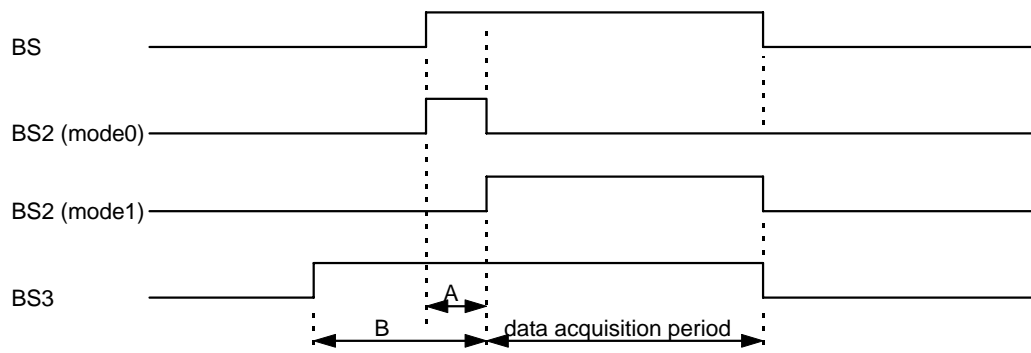 BS
BS2 (mode0)
BS2 (mode1)
BS3
A
B
data acquisition period